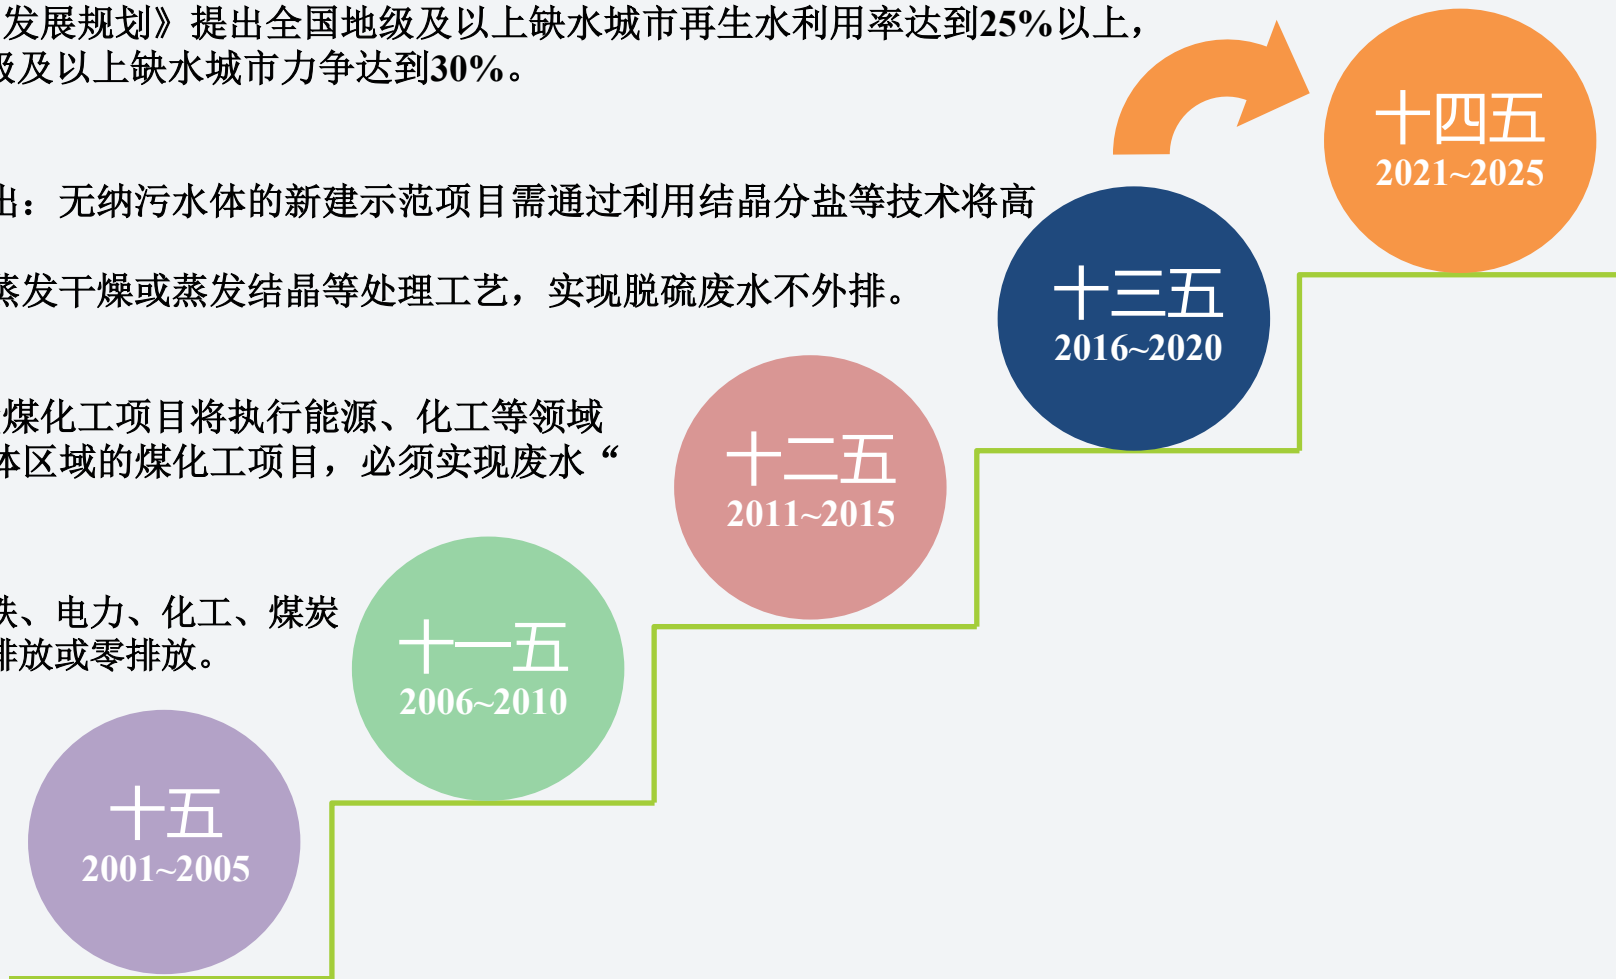 发展规划》提出全国地级及以上缺水城市再生水利用率达到25%以上，
及以上缺水城市力争达到30%。
十四五
2021~2025
：无纳污水体的新建示范项目需通过利用结晶分盐等技术将高
蒸发干燥或蒸发结晶等处理工艺，实现脱硫废水不外排。
十三五
2016~2020
煤化工项目将执行能源、化工等领域
体区域的煤化工项目，必须实现废水“
十二五
2011~2015
、电力、化工、煤炭
排放或零排放。
十一五
2006~2010
十五
2001~2005